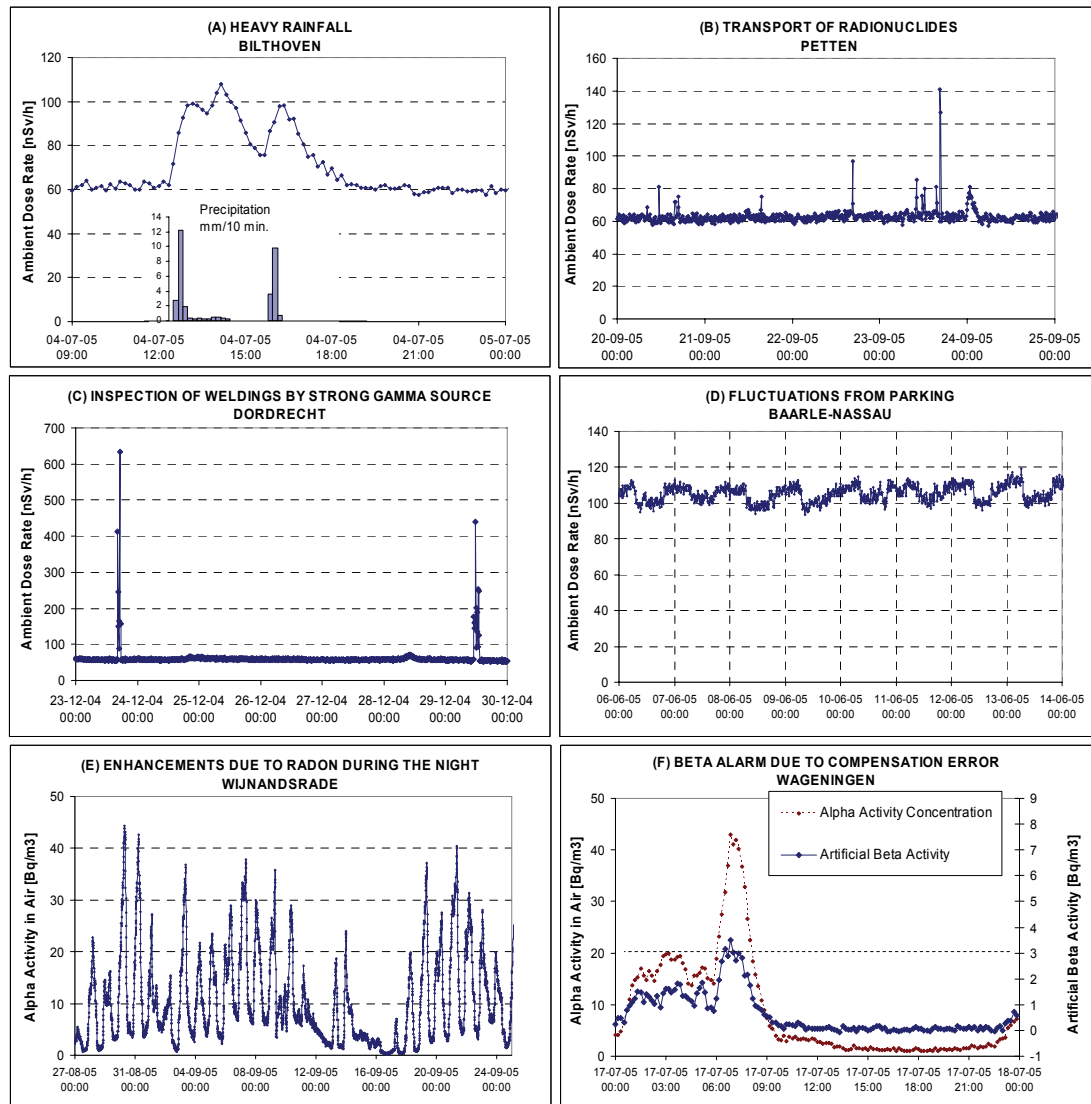 (A) HEAVY RAINFALL
BILTHOVEN
Ambient Dose Rate [nSv/h]
120
100
80
60
40
20
0
Precipitation
mm/10 min.
14
12
10
8
6
4
2
0
04-07-05 04-07-05 04-07-05 04-07-05 04-07-05 05-07-05
09:00 12:00 15:00 18:00 21:00 00:00
(B) TRANSPORT OF RADIONUCLIDES
PETTEN
Ambient Dose Rate [nSv/h]
160
140
120
100
80
60
40
20
0
20-09-05 21-09-05 22-09-05 23-09-05 24-09-05 25-09-05
00:00 00:00 00:00 00:00 00:00 00:00
(C) INSPECTION OF WELDINGS BY STRONG GAMMA SOURCE
DORDRECHT
Ambient Dose Rate [nSv/h]
700
600
500
400
300
200
100
0
23-12-04 24-12-04 25-12-04 26-12-04 27-12-04 28-12-04 29-12-04 30-12-04
00:00 00:00 00:00 00:00 00:00 00:00 00:00 00:00
(D) FLUCTUATIONS FROM PARKING
BAARLE-NASSAU
Ambient Dose Rate [nSv/h]
140
120
100
80
60
40
20
0
06-06-05 07-06-05 08-06-05 09-06-05 10-06-05 11-06-05 12-06-05 13-06-05 14-06-05
00:00 00:00 00:00 00:00 00:00 00:00 00:00 00:00 00:00
(E) ENHANCEMENTS DUE TO RADON DURING THE NIGHT
WIJNANDSRADE
Alpha Activity in Air [Bq/m3]
50
40
30
20
10
0
27-08-05 31-08-05 04-09-05 08-09-05 12-09-05 16-09-05 20-09-05 24-09-05
00:00 00:00 00:00 00:00 00:00 00:00 00:00 00:00
(F) BETA ALARM DUE TO COMPENSATION ERROR
WAGENINGEN
Alpha Activity in Air [Bq/m3]
50
40
30
20
10
0
Alpha Activity Concentration
Artificial Beta Activity
9
8
7
6
5
4
3
2
1
0
-1
Artificial Beta Activity [Bq/m3]
17-07-05 17-07-05 17-07-05 17-07-05 17-07-05 17-07-05 17-07-05 17-07-05 18-07-05
00:00 03:00 06:00 09:00 12:00 15:00 18:00 21:00 00:00